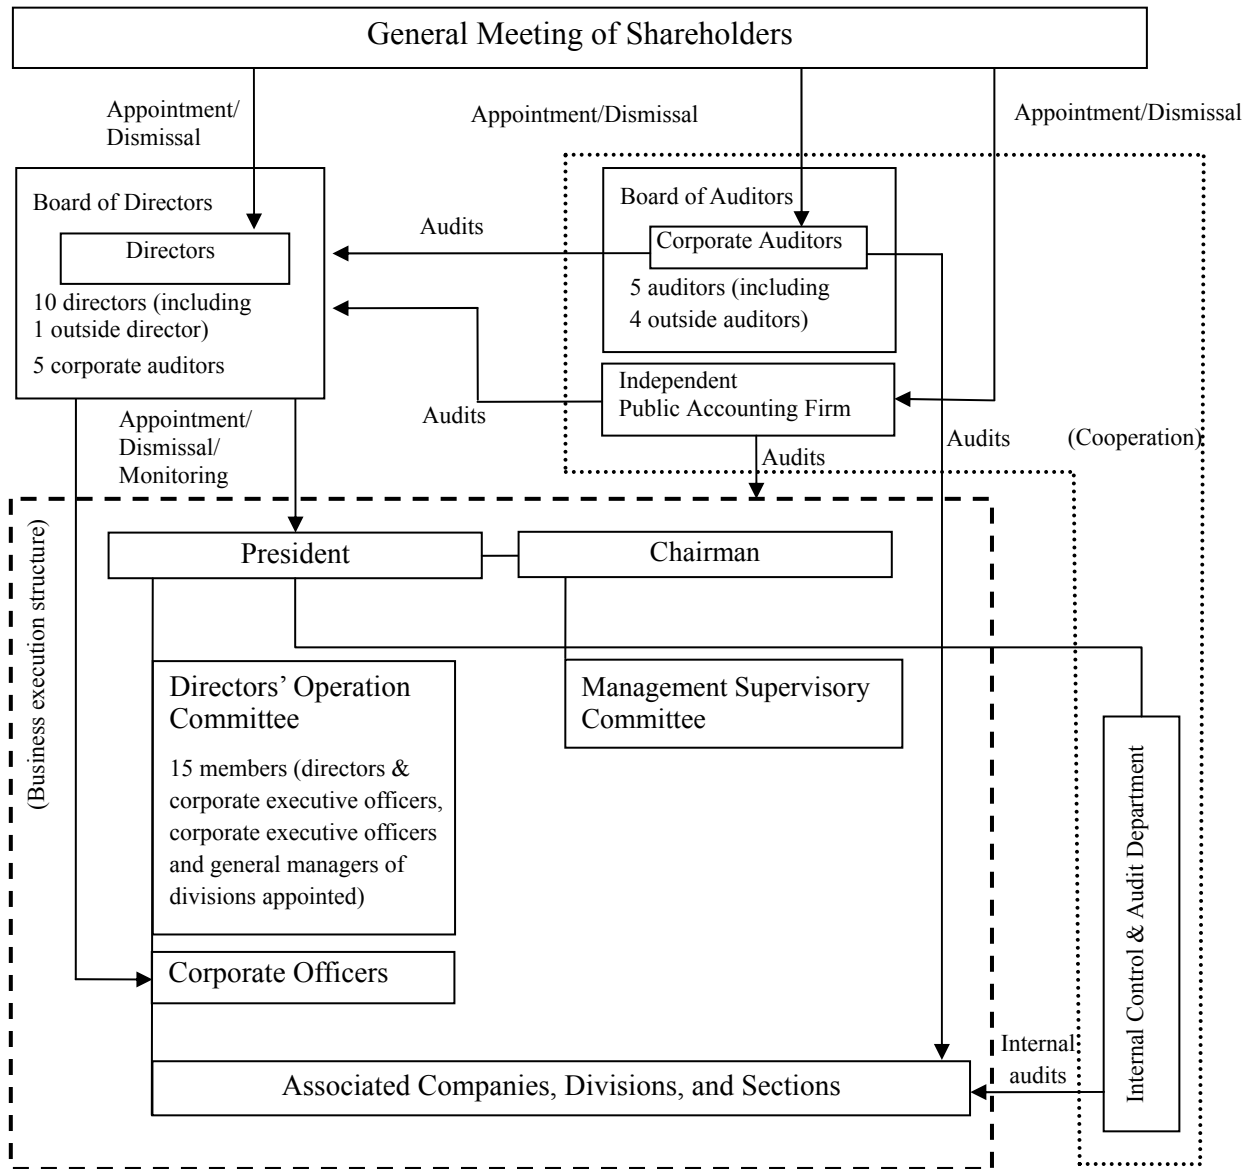 General Meeting of Shareholders
Appointment/
Dismissal
Appointment/Dismissal
Appointment/Dismissal
Board of Directors
Directors
10 directors (including
1 outside director)
5 corporate auditors
Audits
Audits
Board of Auditors
Corporate Auditors
5 auditors (including
4 outside auditors)
Independent
Public Accounting Firm
Appointment/
Dismissal/
Monitoring
Audits
Audits
(Cooperation)
(Business execution structure)
President
Chairman
Directors’ Operation
Committee
15 members (directors &
corporate executive officers,
corporate executive officers
and general managers of
divisions appointed)
Management Supervisory
Committee
Corporate Officers
Associated Companies, Divisions, and Sections
Internal
audits
Internal Control & Audit Department